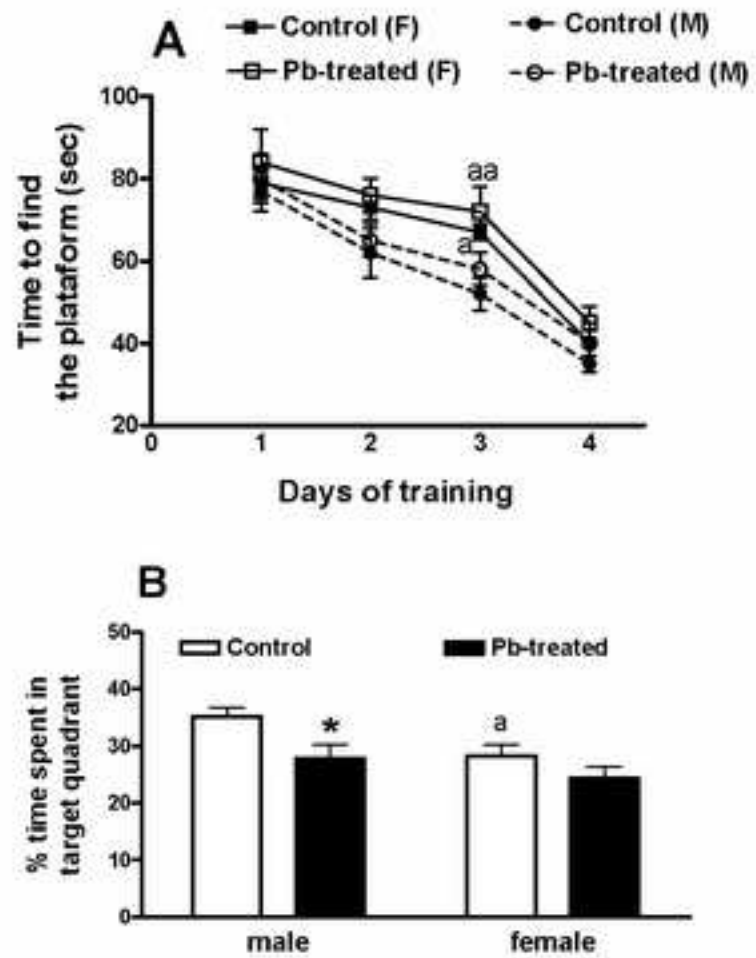 A
Control (F)
Control (M)
Pb-treated (F)
Pb-treated (M)
Time to find
the plataform (sec)
100
80
60
40
20
aa
a
0
1
2
3
4
Days of training
B
% time spent in
target quadrant
50
40
30
20
10
0
Control
Pb-treated
*
a
male
female